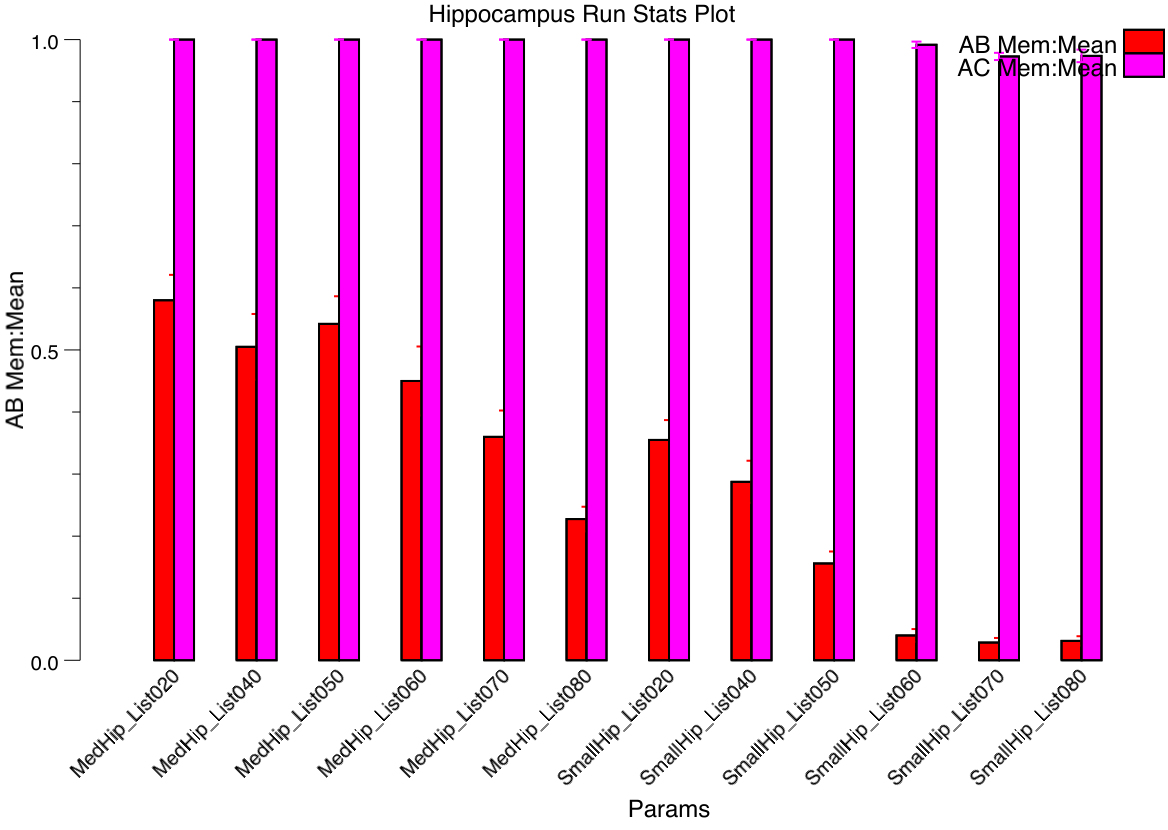 Hippocampus Run Stats Plot
AB Mem:Mean
AC Mem:Mean
1.0
0.5
0.0
AB Mem:Mean
MedHip_List020
MedHip_List040
MedHip_List050
MedHip_List060
MedHip_List070
MedHip_List080
SmallHip_List020
SmallHip_List040
SmallHip_List050
SmallHip_List060
SmallHip_List070
SmallHip_List080
Params